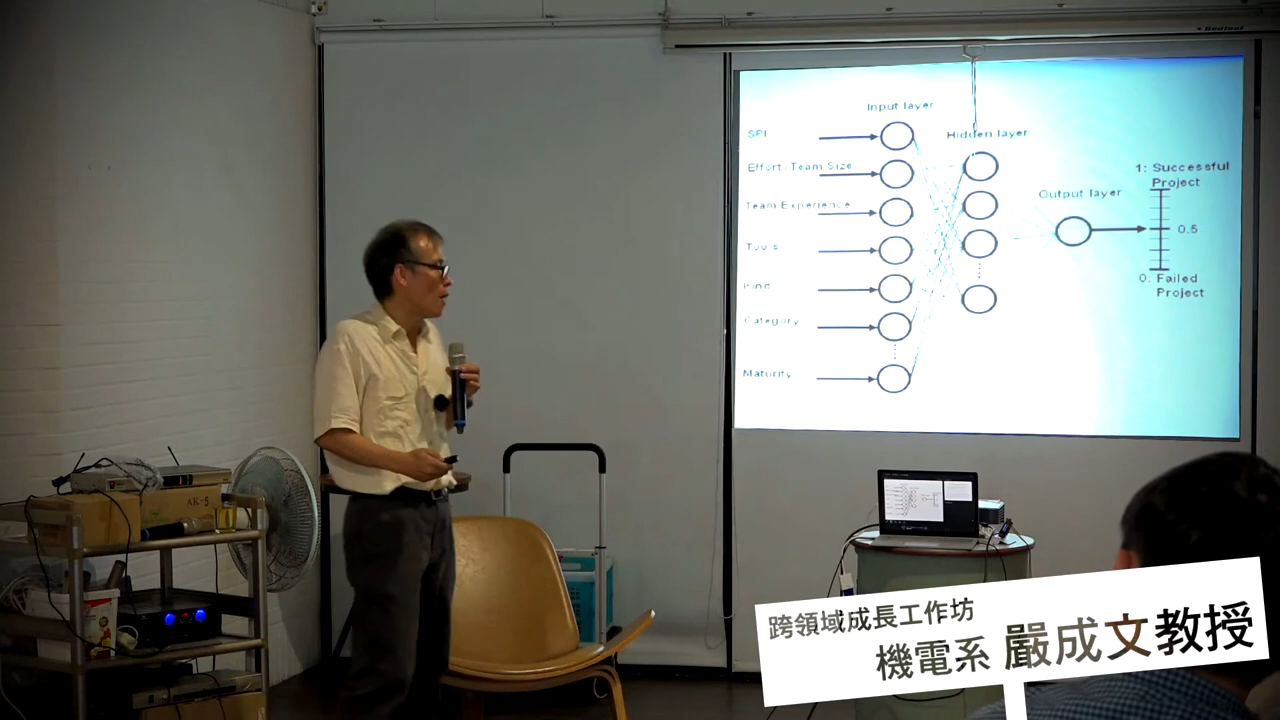 Input layer
SPI
Hidden layer
Effort, Team Size
1: Successful
Project
Team Experience
Output layer
0.5
Tools
Kind
0: Failed
Project
Category
Maturity
AK-5
跨領域成長工作坊
機電系 嚴成文教授